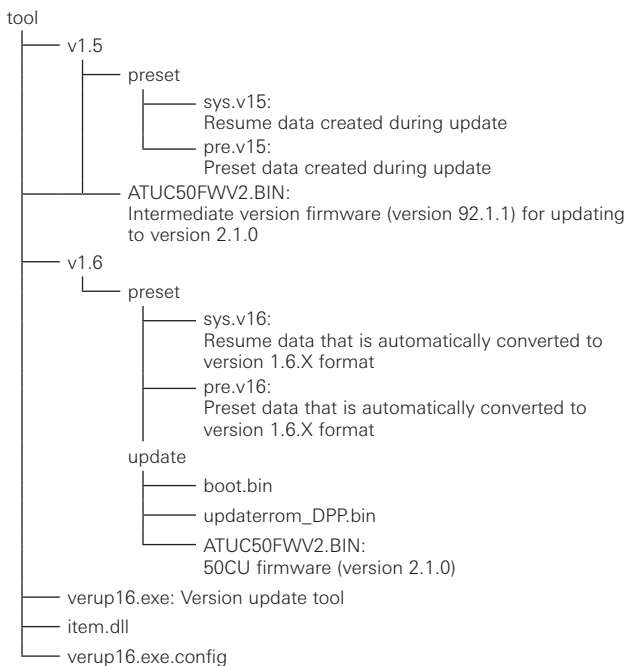 tool
v1.5
preset
sys.v15:
Resume data created during update
pre.v15:
Preset data created during update
ATUC50FWV2.BIN:
Intermediate version firmware (version 92.1.1) for updating
to version 2.1.0
v1.6
preset
sys.v16:
Resume data that is automatically converted to
version 1.6.X format
pre.v16:
Preset data that is automatically converted to
version 1.6.X format
update
boot.bin
updaterrom_DPP.bin
ATUC50FWV2.BIN:
50CU firmware (version 2.1.0)
verup16.exe: Version update tool
item.dll
verup16.exe.config